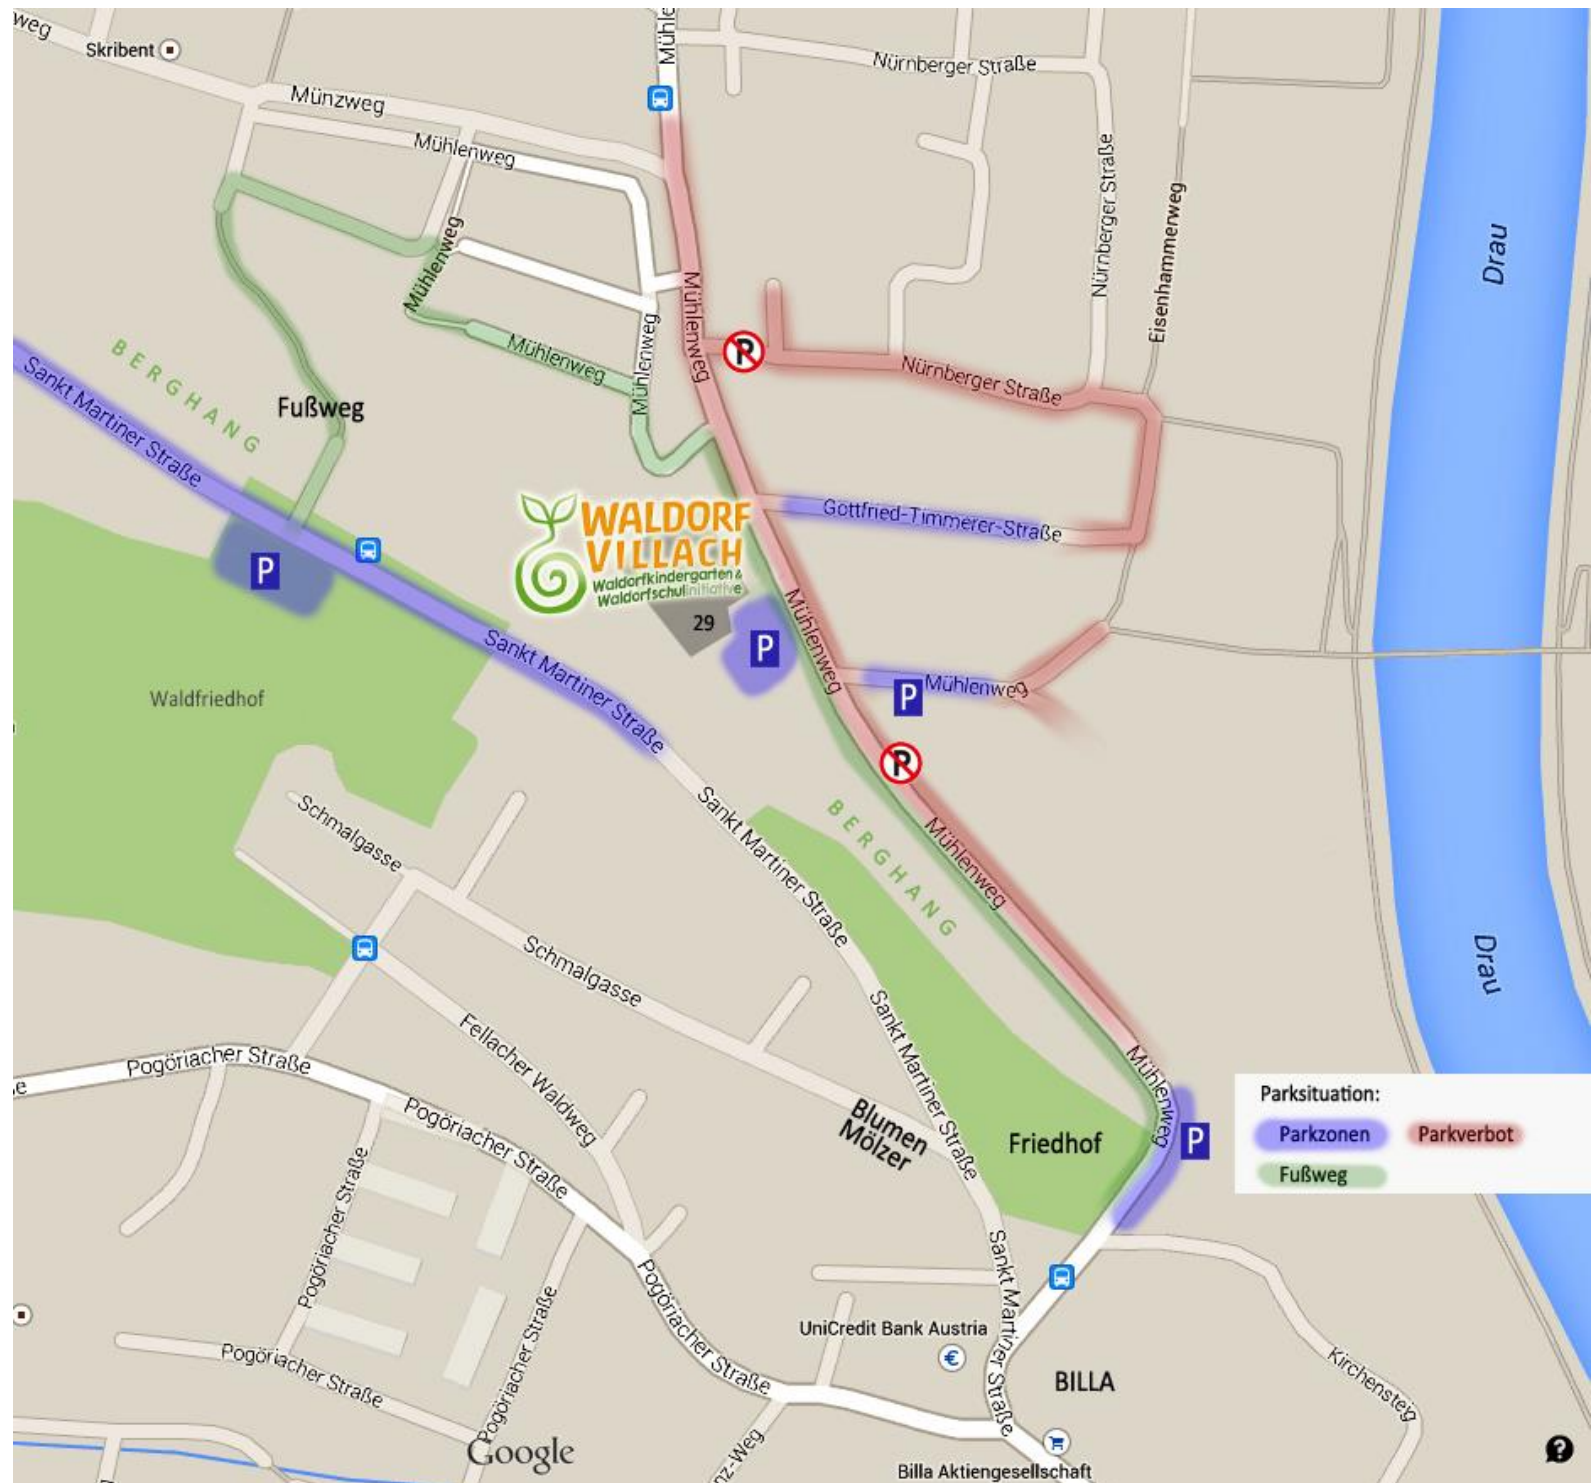 weg
Skribent
Münzweg
Mühlenweg
Nürnberger Straße
Nürnberger Straße
Eisenhammerweg
Drau
Mühlenweg
Mühlenweg
Mühlenweg
Mühlenweg
P
Nürnberger Straße
BERGHANG
Sankt Martiner Straße
Fußweg
WALDORF
VILLACH
Waldorfkindergarten &
Waldorfschulinitiative
Gottfried-Timmerer-Straße
P
29
P
Mühlenweg
P
Mühlenweg
Sankt Martiner Straße
Waldfriedhof
P
Schmalgasse
Sankt Martiner Straße
BERGHANG
Mühlenweg
Schmalgasse
Drau
Sankt Martiner Straße
Fellacher Waldweg
Pogöriacher Straße
Pogöriacher Straße
Blumen
Mölzer
Friedhof
Mühlenweg
P
Parksituation:
Parkzonen
Parkverbot
Fußweg
Pogöriacher Straße
Pogöriacher Straße
Sankt Martiner Straße
UniCredit Bank Austria
€
BILLA
Kirchensteig
Pogöriacher Straße
Pogöriacher Straße
Google
nz-Weg
Billa Aktiengesellschaft
?